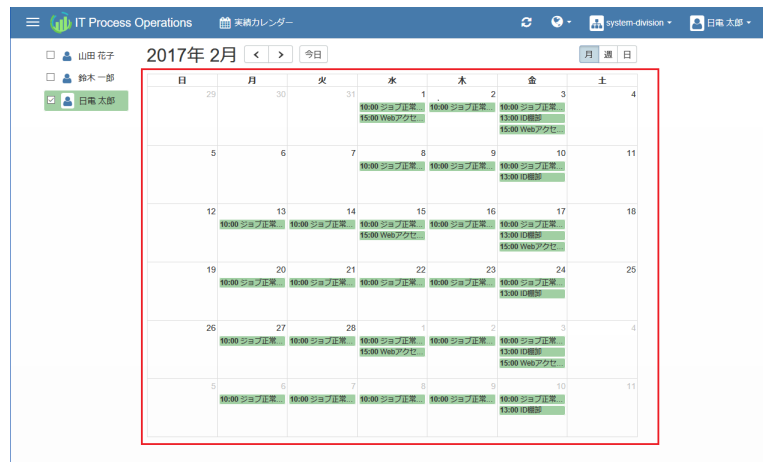 IT Process Operations 実績カレンダー system-division 日電 太郎
山田 花子
鈴木 一郎
日電 太郎
2017年 2月 < > 今日 月 週 日
日 月 火 水 木 金 土
29 30 31 1 2 3 4
10:00 ジョブ正常... 10:00 ジョブ正常... 10:00 ジョブ正常...
15:00 Webアクセ... 13:00 ID棚卸
15:00 Webアクセ...
5 6 7 8 9 10 11
10:00 ジョブ正常... 10:00 ジョブ正常... 10:00 ジョブ正常...
13:00 ID棚卸
12 13 14 15 16 17 18
10:00 ジョブ正常... 10:00 ジョブ正常... 10:00 ジョブ正常... 10:00 ジョブ正常... 10:00 ジョブ正常...
15:00 Webアクセ... 13:00 ID棚卸
15:00 Webアクセ...
19 20 21 22 23 24 25
10:00 ジョブ正常... 10:00 ジョブ正常... 10:00 ジョブ正常... 10:00 ジョブ正常... 10:00 ジョブ正常...
13:00 ID棚卸
26 27 28 1 2 3 4
10:00 ジョブ正常... 10:00 ジョブ正常... 10:00 ジョブ正常... 10:00 ジョブ正常... 10:00 ジョブ正常...
15:00 Webアクセ... 13:00 ID棚卸
15:00 Webアクセ...
5 6 7 8 9 10 11
10:00 ジョブ正常... 10:00 ジョブ正常... 10:00 ジョブ正常... 10:00 ジョブ正常... 10:00 ジョブ正常...
13:00 ID棚卸